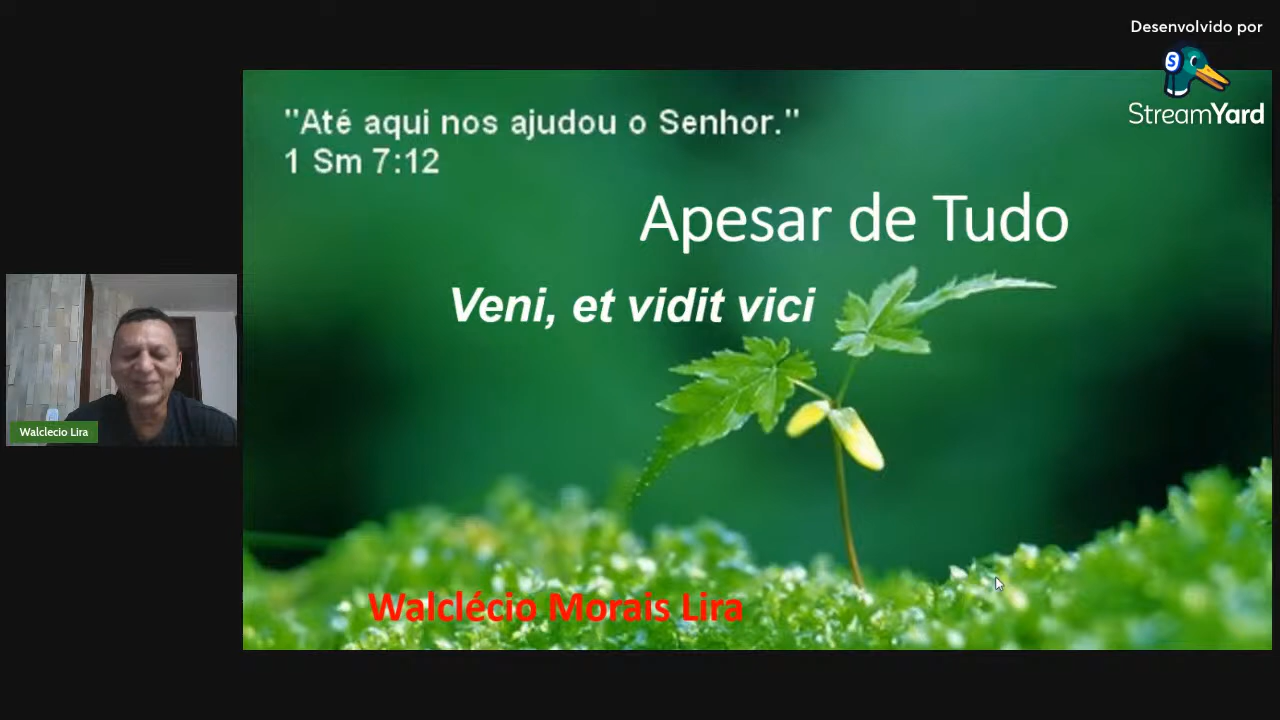 Desenvolvido por
StreamYard
"Até aqui nos ajudou o Senhor."
1 Sm 7:12
Apesar de Tudo
Veni, et vidit vici
Walclecio Lira
Walclécio Morais Lira